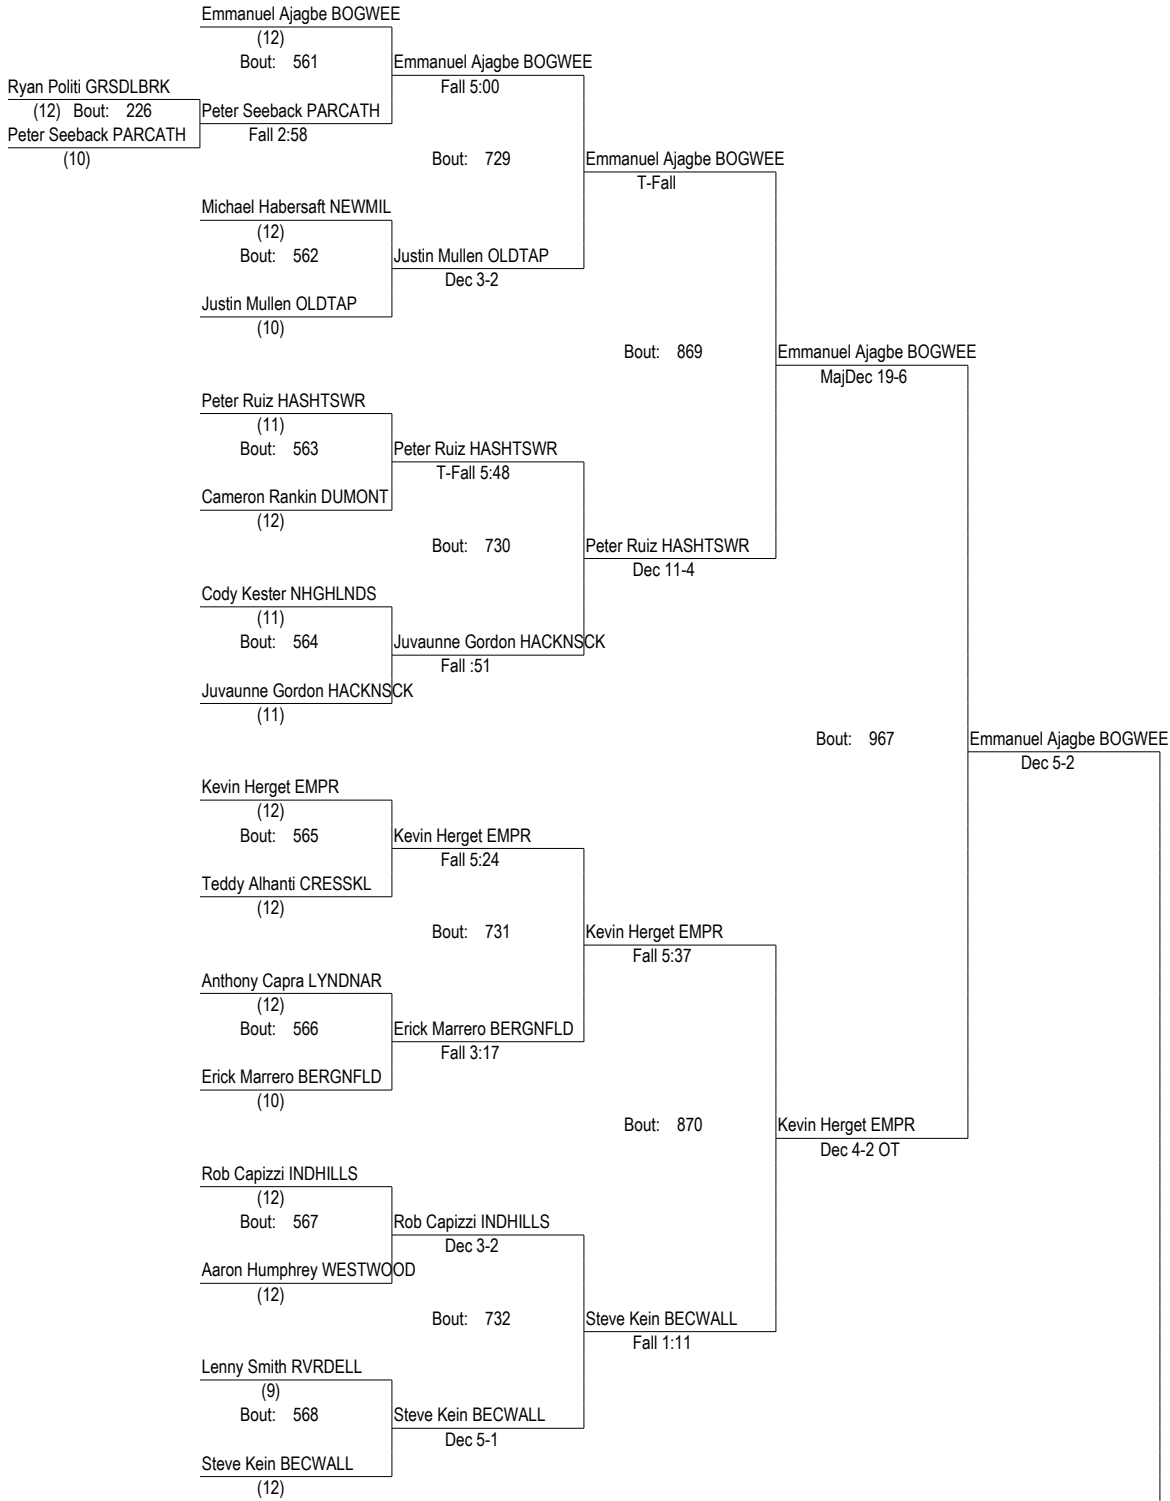 Emmanuel Ajagbe BOGWEE
(12)
Bout: 561
Emmanuel Ajagbe BOGWEE
Fall 5:00
Ryan Politi GRSDLBRK
(12) Bout: 226
Peter Seeback PARCATH
Fall 2:58
Peter Seeback PARCATH
(10)
Bout: 729
Emmanuel Ajagbe BOGWEE
T-Fall
Michael Habersaft NEWMIL
(12)
Bout: 562
Justin Mullen OLDTAP
Dec 3-2
Justin Mullen OLDTAP
(10)
Bout: 869
Emmanuel Ajagbe BOGWEE
MajDec 19-6
Peter Ruiz HASHTSWR
(11)
Bout: 563
Peter Ruiz HASHTSWR
T-Fall 5:48
Cameron Rankin DUMONT
(12)
Bout: 730
Peter Ruiz HASHTSWR
Dec 11-4
Cody Kester NHGHLNDS
(11)
Bout: 564
Juvaunne Gordon HACKNSCK
Fall :51
Juvaunne Gordon HACKNSCK
(11)
Bout: 967
Emmanuel Ajagbe BOGWEE
Dec 5-2
Kevin Herget EMPR
(12)
Bout: 565
Kevin Herget EMPR
Fall 5:24
Teddy Alhanti CRESSKL
(12)
Bout: 731
Kevin Herget EMPR
Fall 5:37
Anthony Capra LYNDNAR
(12)
Bout: 566
Erick Marrero BERGNFLD
Fall 3:17
Erick Marrero BERGNFLD
(10)
Bout: 870
Kevin Herget EMPR
Dec 4-2 OT
Rob Capizzi INDHILLS
(12)
Bout: 567
Rob Capizzi INDHILLS
Dec 3-2
Aaron Humphrey WESTWOOD
(12)
Bout: 732
Steve Kein BECWALL
Fall 1:11
Lenny Smith RVRDELL
(9)
Bout: 568
Steve Kein BECWALL
Dec 5-1
Steve Kein BECWALL
(12)